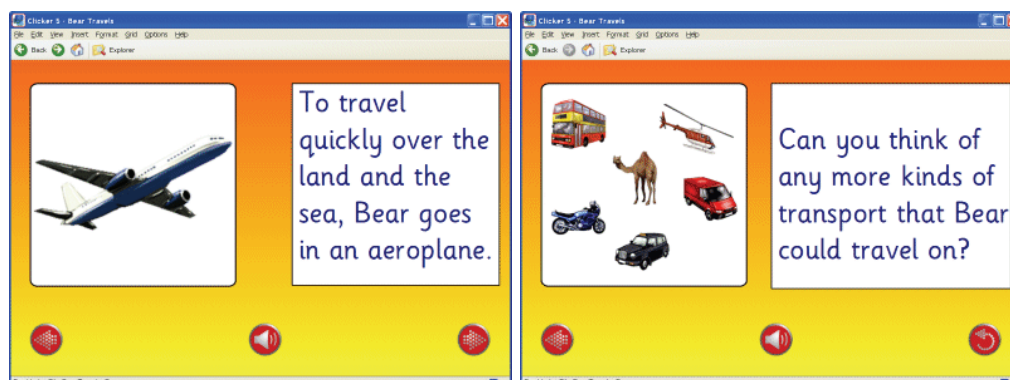 Clicker 5 - Bear Travels
File Edit View Insert Format Grid Options Help
Back Explorer
To travel
quickly over the
land and the
sea, Bear goes
in an aeroplane.
Clicker 5 - Bear Travels
File Edit View Insert Format Grid Options Help
Back Explorer
Can you think of
any more kinds of
transport that Bear
could travel on?